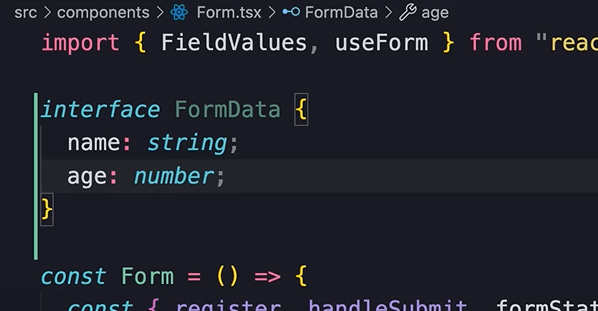 src > components > Form.tsx > FormData > age
import { FieldValues, useForm } from "reac
interface FormData {
name: string;
age: number;
}
const Form = () => {
const { register, handleSubmit, formStat